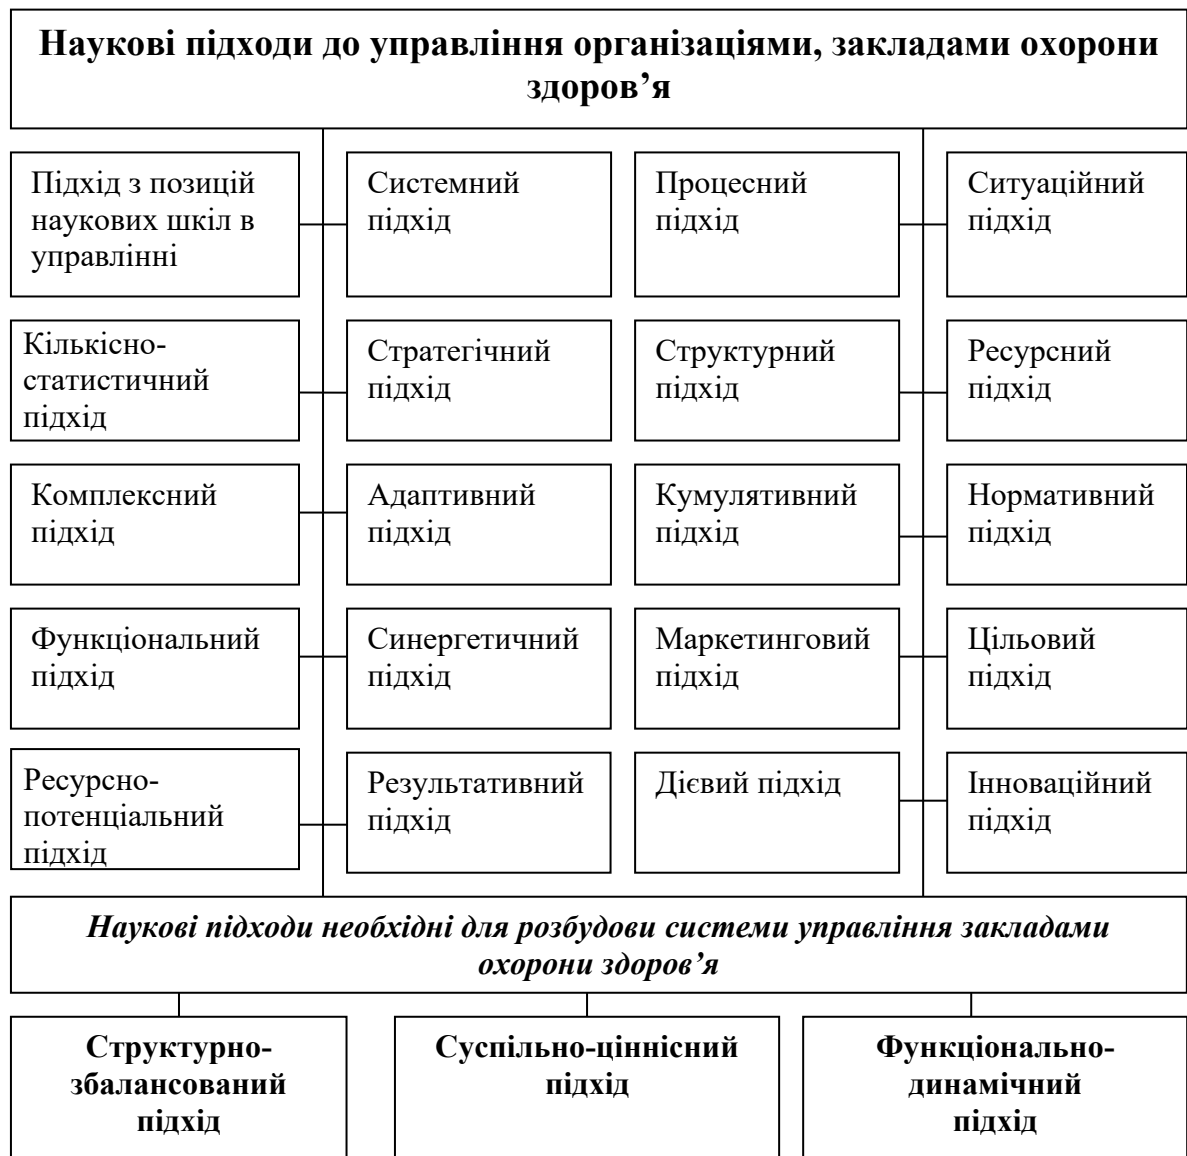 Наукові підходи до управління організаціями, закладами охорони
здоров’я
Підхід з позицій
наукових шкіл в
управлінні
Системний
підхід
Процесний
підхід
Ситуаційний
підхід
Кількісно-
статистичний
підхід
Стратегічний
підхід
Структурний
підхід
Ресурсний
підхід
Комплексний
підхід
Адаптивний
підхід
Кумулятивний
підхід
Нормативний
підхід
Функціональний
підхід
Синергетичний
підхід
Маркетинговий
підхід
Цільовий
підхід
Ресурсно-
потенціальний
підхід
Результативний
підхід
Дієвий підхід
Інноваційний
підхід
Наукові підходи необхідні для розбудови системи управління закладами
охорони здоров’я
Структурно-
збалансований
підхід
Суспільно-ціннісний
підхід
Функціонально-
динамічний
підхід